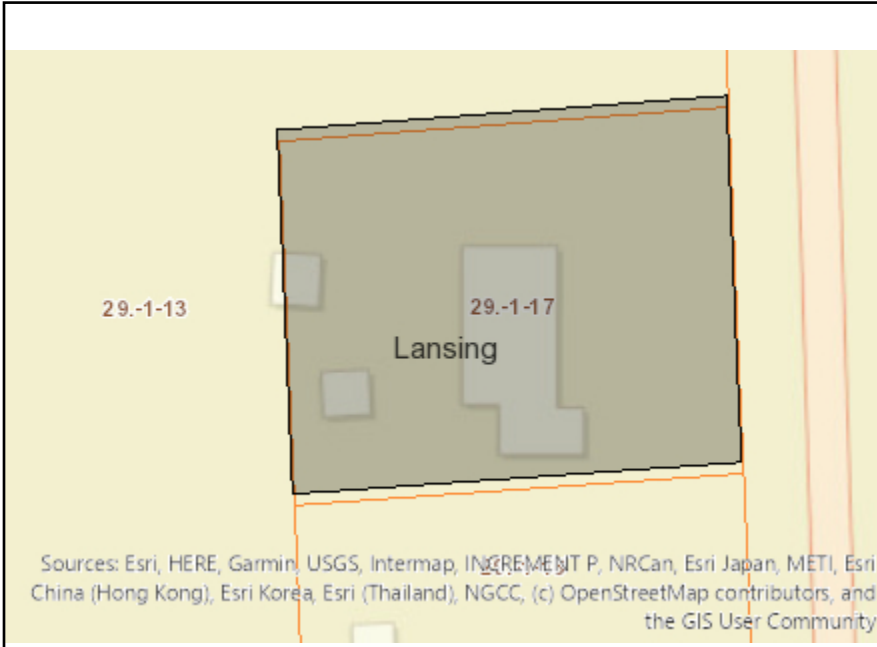 29.-1-17
29.-1-13
Lansing
Sources: Esri, HERE, Garmin, USGS, Intermap, INCREMENT P, NRCan, Esri Japan, METI, Esri
China (Hong Kong), Esri Korea, Esri (Thailand), NGCC, (c) OpenStreetMap contributors, and
the GIS User Community